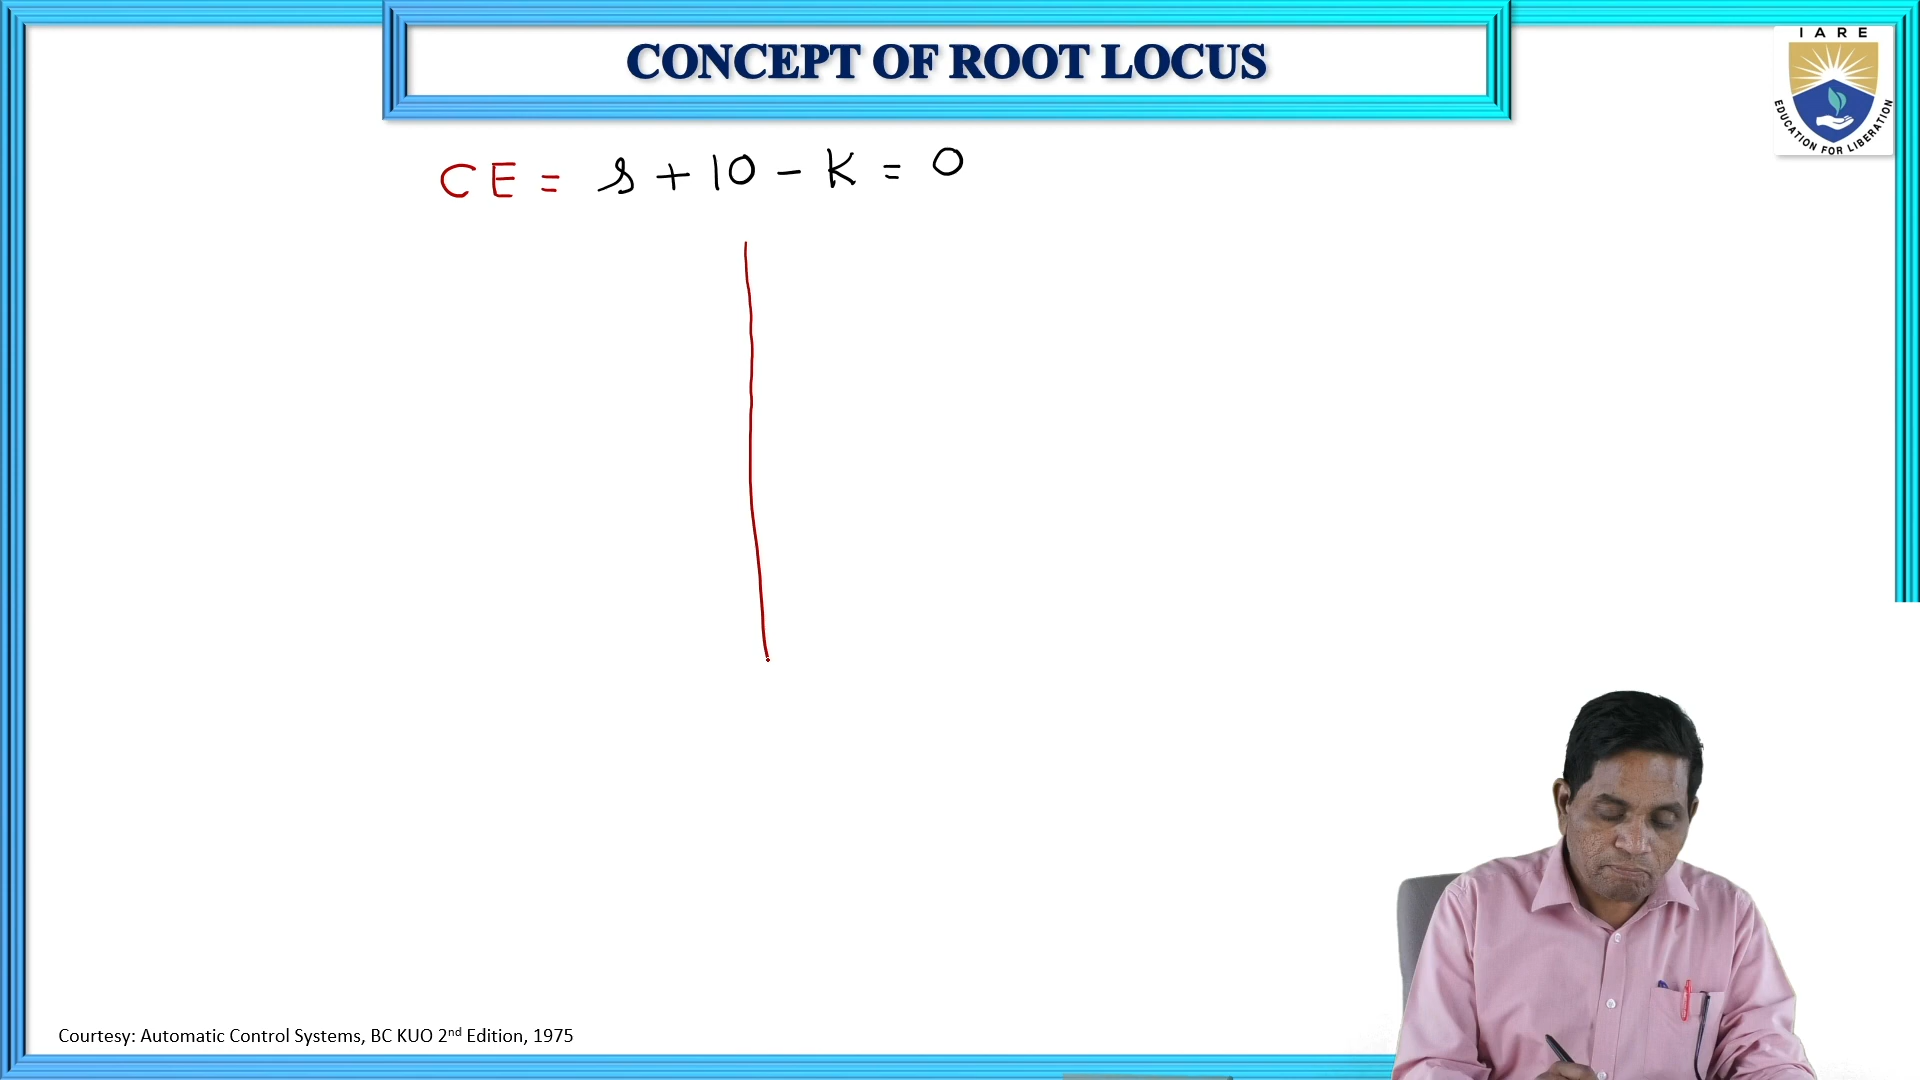 CONCEPT OF ROOT LOCUS
IARE
EDUCATION FOR LIBERATION
CE = s + 10 - K = 0
Courtesy: Automatic Control Systems, BC KUO 2nd Edition, 1975